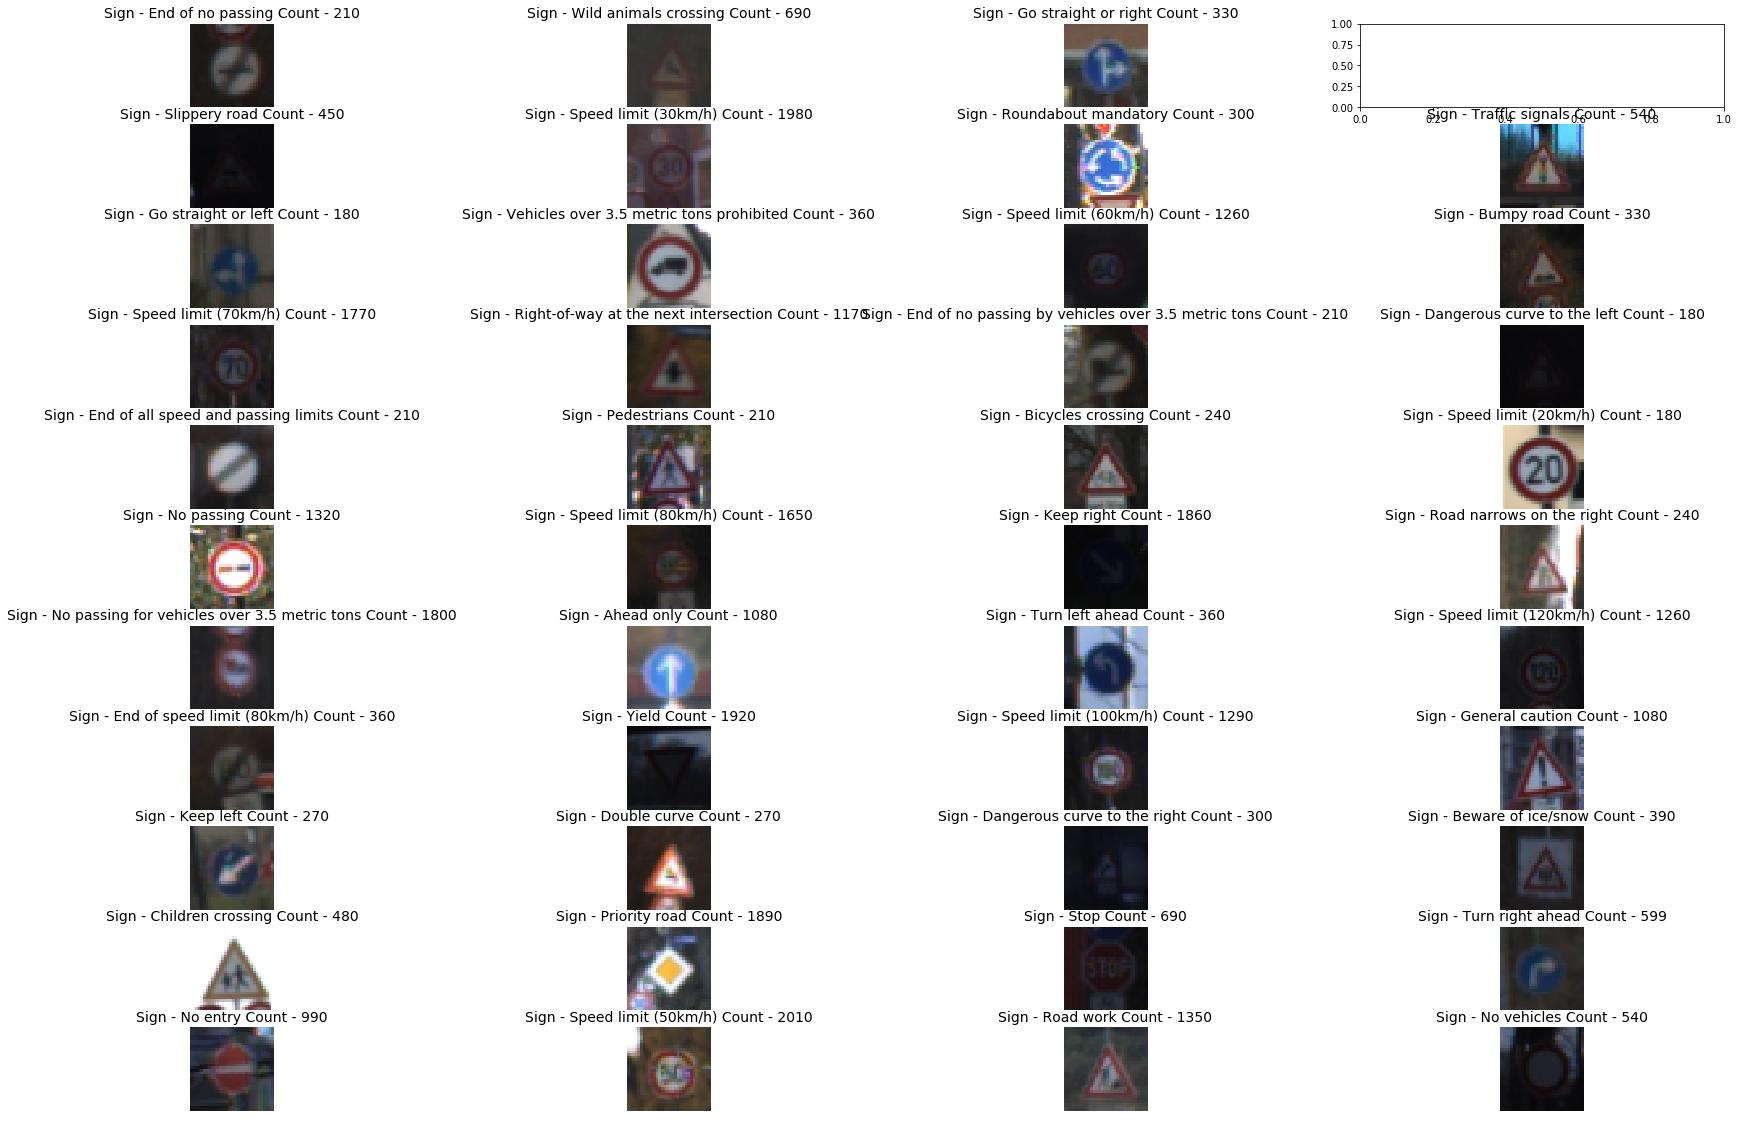 Sign - End of no passing Count - 210
Sign - Wild animals crossing Count - 690
Sign - Go straight or right Count - 330
1.00
0.75
0.50
0.25
0.00
0.0 0.2 0.4 0.6 0.8 1.0
Sign - Slippery road Count - 450
Sign - Speed limit (30km/h) Count - 1980
Sign - Roundabout mandatory Count - 300
Sign - Traffic signals Count - 540
30
Sign - Go straight or left Count - 180
Sign - Vehicles over 3.5 metric tons prohibited Count - 360
Sign - Speed limit (60km/h) Count - 1260
Sign - Bumpy road Count - 330
60
Sign - Speed limit (70km/h) Count - 1770
Sign - Right-of-way at the next intersection Count - 1170
Sign - End of no passing by vehicles over 3.5 metric tons Count - 210
Sign - Dangerous curve to the left Count - 180
70
Sign - End of all speed and passing limits Count - 210
Sign - Pedestrians Count - 210
Sign - Bicycles crossing Count - 240
Sign - Speed limit (20km/h) Count - 180
20
Sign - No passing Count - 1320
Sign - Speed limit (80km/h) Count - 1650
Sign - Keep right Count - 1860
Sign - Road narrows on the right Count - 240
Sign - No passing for vehicles over 3.5 metric tons Count - 1800
Sign - Ahead only Count - 1080
Sign - Turn left ahead Count - 360
Sign - Speed limit (120km/h) Count - 1260
120
Sign - End of speed limit (80km/h) Count - 360
Sign - Yield Count - 1920
Sign - Speed limit (100km/h) Count - 1290
Sign - General caution Count - 1080
Sign - Keep left Count - 270
Sign - Double curve Count - 270
Sign - Dangerous curve to the right Count - 300
Sign - Beware of ice/snow Count - 390
Sign - Children crossing Count - 480
Sign - Priority road Count - 1890
Sign - Stop Count - 690
Sign - Turn right ahead Count - 599
STOP
Sign - No entry Count - 990
Sign - Speed limit (50km/h) Count - 2010
Sign - Road work Count - 1350
Sign - No vehicles Count - 540